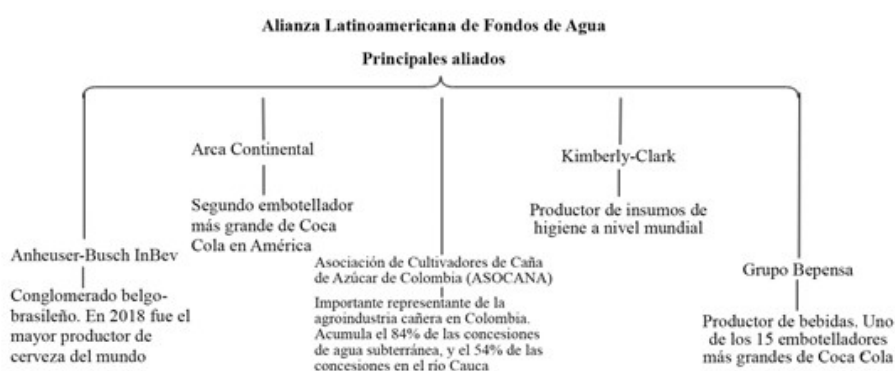 Alianza Latinoamericana de Fondos de Agua
Principales aliados
Anheuser-Busch InBev
Conglomerado belgo-
brasileño. En 2018 fue el
mayor productor de
cerveza del mundo
Arca Continental
Segundo embotellador
más grande de Coca
Cola en América
Asociación de Cultivadores de Caña
de Azúcar de Colombia (ASOCANA)
Importante representante de la
agroindustria cañera en Colombia.
Acumula el 84% de las concesiones
de agua subterránea, y el 54% de las
concesiones en el río Cauca
Kimberly-Clark
Productor de insumos de
higiene a nivel mundial
Grupo Bepensa
Productor de bebidas. Uno
de los 15 embotelladores
más grandes de Coca Cola